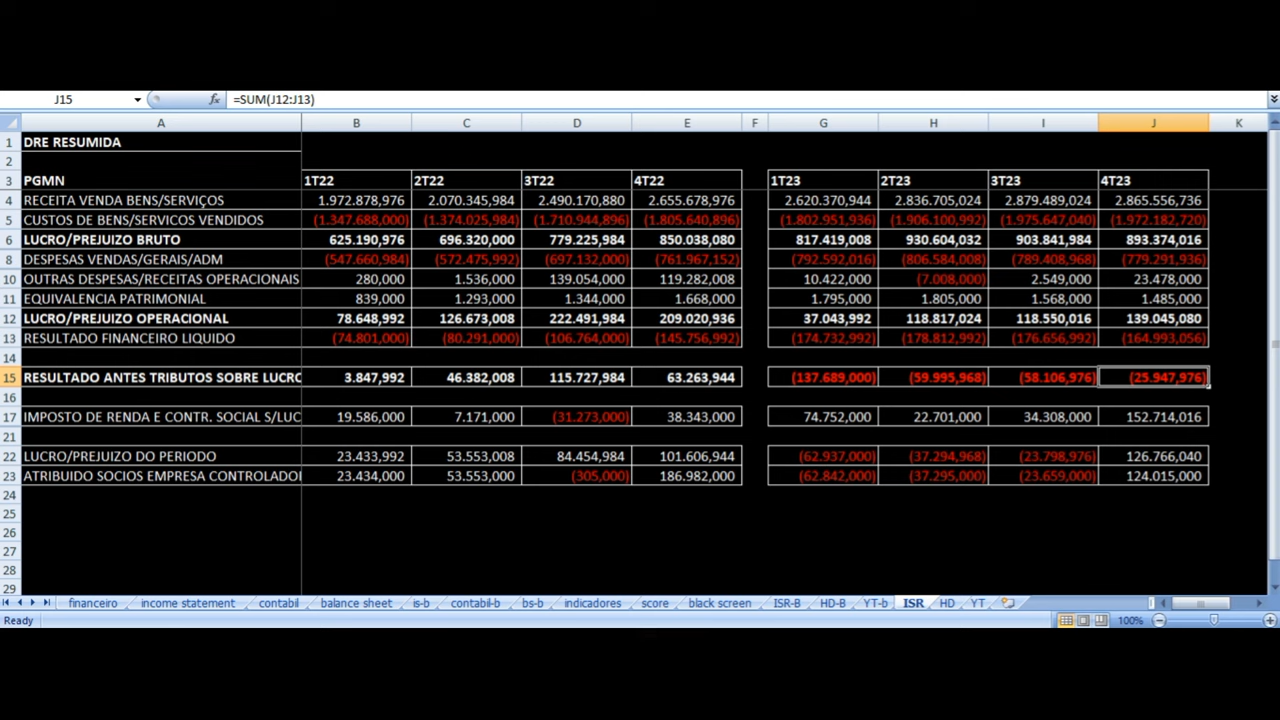 J15 fx =SUM(J12:J13)
A B C D E F G H I J K
1 DRE RESUMIDA
2
3 PGMN 1T22 2T22 3T22 4T22 1T23 2T23 3T23 4T23
4 RECEITA VENDA BENS/SERVIÇOS 1.972.878,976 2.070.345,984 2.490.170,880 2.655.678,976 2.620.370,944 2.836.705,024 2.879.489,024 2.865.556,736
5 CUSTOS DE BENS/SERVICOS VENDIDOS (1.347.688,000) (1.374.025,984) (1.710.944,896) (1.805.640,896) (1.802.951,936) (1.906.100,992) (1.975.647,040) (1.972.182,720)
6 LUCRO/PREJUIZO BRUTO 625.190,976 696.320,000 779.225,984 850.038,080 817.419,008 930.604,032 903.841,984 893.374,016
8 DESPESAS VENDAS/GERAIS/ADM (547.660,984) (572.475,992) (697.132,000) (761.967,152) (792.592,016) (806.584,008) (789.408,968) (779.291,936)
10 OUTRAS DESPESAS/RECEITAS OPERACIONAIS 280,000 1.536,000 139.054,000 119.282,008 10.422,000 (7.008,000) 2.549,000 23.478,000
11 EQUIVALENCIA PATRIMONIAL 839,000 1.293,000 1.344,000 1.668,000 1.795,000 1.805,000 1.568,000 1.485,000
12 LUCRO/PREJUIZO OPERACIONAL 78.648,992 126.673,008 222.491,984 209.020,936 37.043,992 118.817,024 118.550,016 139.045,080
13 RESULTADO FINANCEIRO LIQUIDO (74.801,000) (80.291,000) (106.764,000) (145.756,992) (174.732,992) (178.812,992) (176.656,992) (164.993,056)
14
15 RESULTADO ANTES TRIBUTOS SOBRE LUCRO 3.847,992 46.382,008 115.727,984 63.263,944 (137.689,000) (59.995,968) (58.106,976) (25.947,976)
16
17 IMPOSTO DE RENDA E CONTR. SOCIAL S/LUC 19.586,000 7.171,000 (31.273,000) 38.343,000 74.752,000 22.701,000 34.308,000 152.714,016
21
22 LUCRO/PREJUIZO DO PERIODO 23.433,992 53.553,008 84.454,984 101.606,944 (62.937,000) (37.294,968) (23.798,976) 126.766,040
23 ATRIBUIDO SOCIOS EMPRESA CONTROLADO 23.434,000 53.553,000 (305,000) 186.982,000 (62.842,000) (37.295,000) (23.659,000) 124.015,000
24
25
26
27
28
29
financeiro income statement contabil balance sheet is-b contabil-b bs-b indicadores score black screen ISR-B HD-B YT-b ISR HD YT
Ready 100%